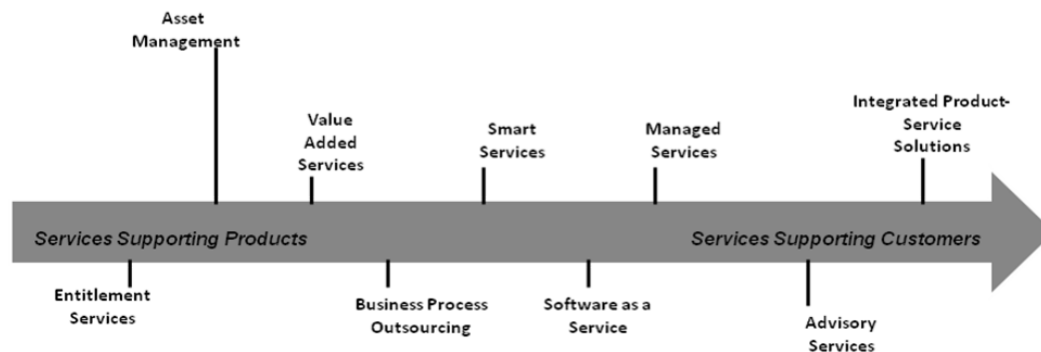 Asset
Management
Value
Added
Services
Smart
Services
Managed
Services
Integrated Product-
Service
Solutions
Services Supporting Products
Services Supporting Customers
Entitlement
Services
Business Process
Outsourcing
Software as a
Service
Advisory
Services